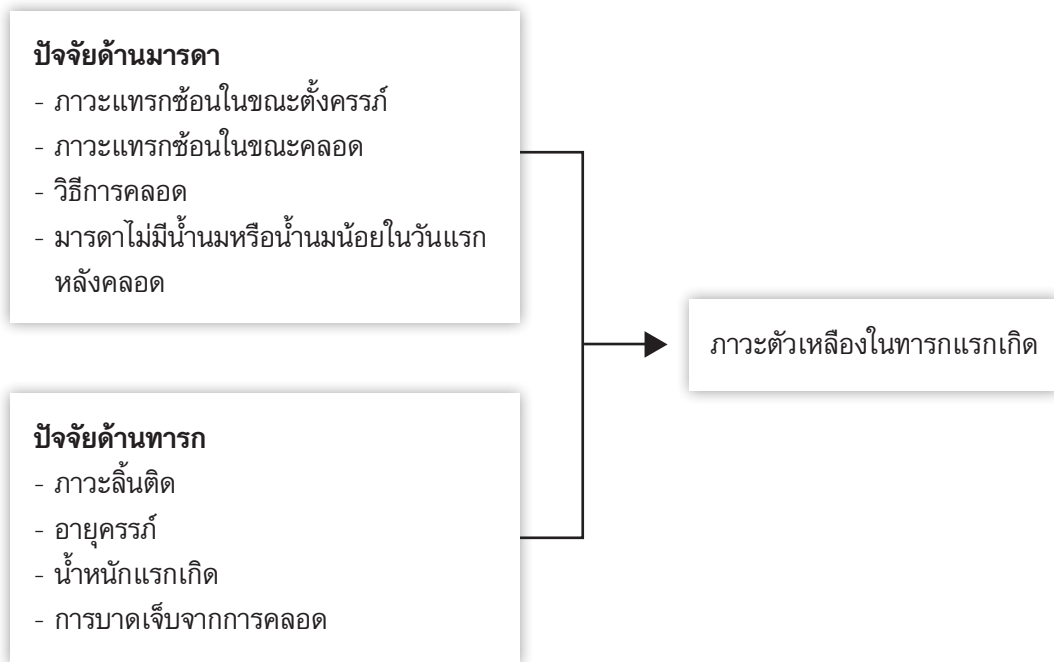 ปัจจัยด้านมารดา
- ภาวะแทรกซ้อนในขณะตั้งครรภ์
- ภาวะแทรกซ้อนในขณะคลอด
- วิธีการคลอด
- มารดาไม่มีน้ำนมหรือน้ำนมน้อยในวันแรก
หลังคลอด
ภาวะตัวเหลืองในทารกแรกเกิด
ปัจจัยด้านทารก
- ภาวะลิ้นติด
- อายุครรภ์
- น้ำหนักแรกเกิด
- การบาดเจ็บจากการคลอด